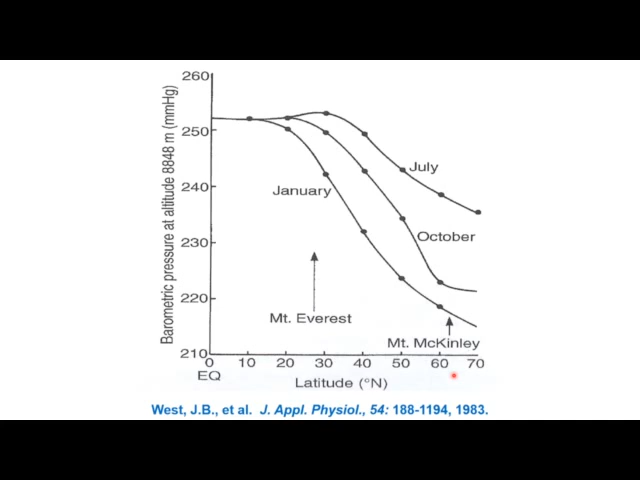 Barometric pressure at altitude 8848 m (mmHg)
260
250
240
230
220
210
July
January
October
Mt. Everest
Mt. McKinley
0 10 20 30 40 50 60 70
EQ
Latitude (°N)
West, J.B., et al. J. Appl. Physiol., 54: 188-1194, 1983.